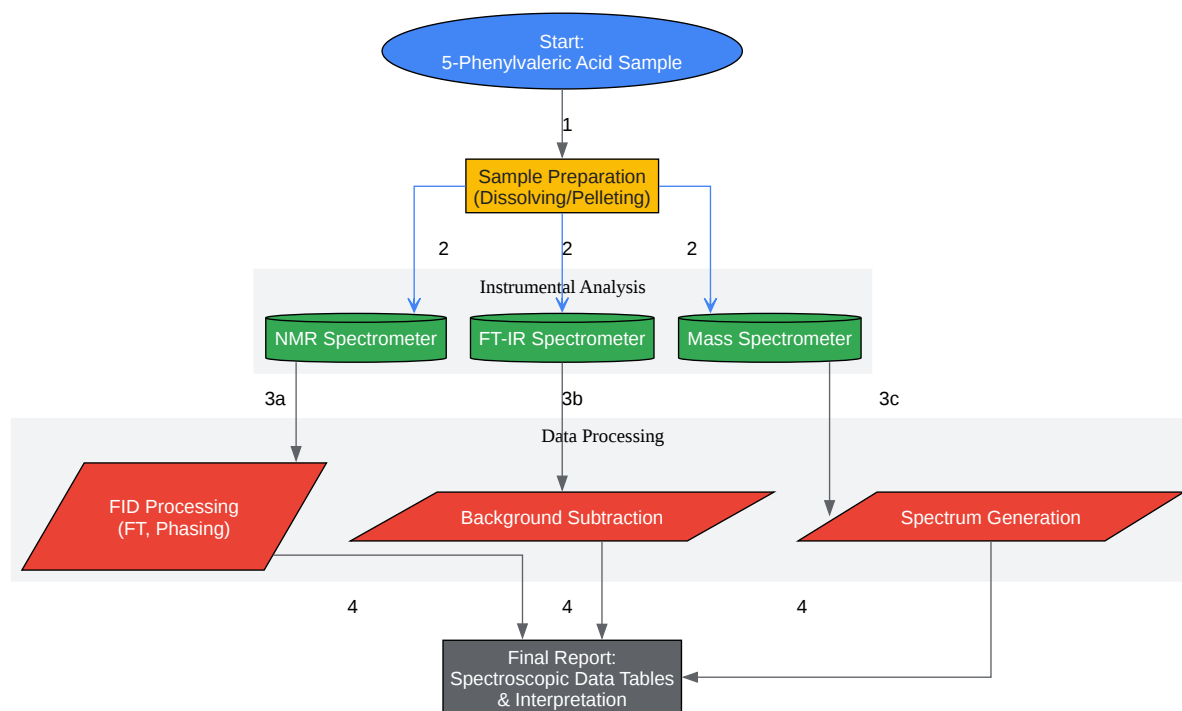 Start:
5-Phenylvaleric Acid Sample
1
Sample Preparation
(Dissolving/Pelleting)
2
2
2
Instrumental Analysis
NMR Spectrometer
FT-IR Spectrometer
Mass Spectrometer
3a
3b
3c
Data Processing
FID Processing
(FT, Phasing)
Background Subtraction
Spectrum Generation
4
4
4
Final Report:
Spectroscopic Data Tables
& Interpretation